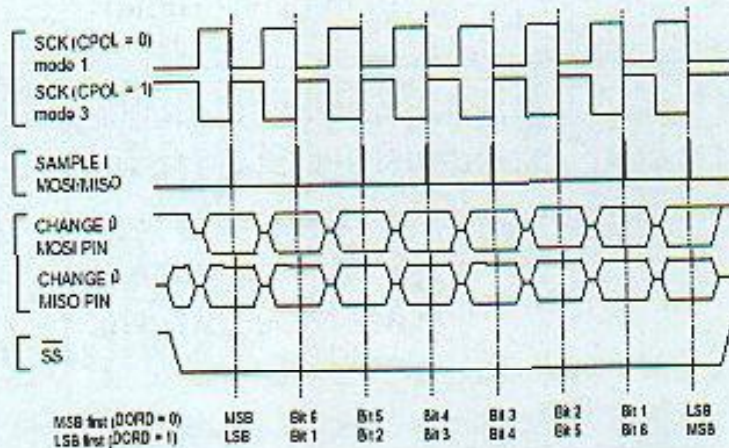 SCK (CPOL = 0)
mode 1
SCK (CPOL = 1)
mode 3
SAMPLE I
MOSI/MISO
CHANGE 0
MOSI PIN
CHANGE 0
MISO PIN
SS
MSB first (DORD = 0) MSB Bit 6 Bit 5 Bit 4 Bit 3 Bit 2 Bit 1 LSB
LSB first (DORD = 1) LSB Bit 1 Bit 2 Bit 3 Bit 4 Bit 5 Bit 6 MSB